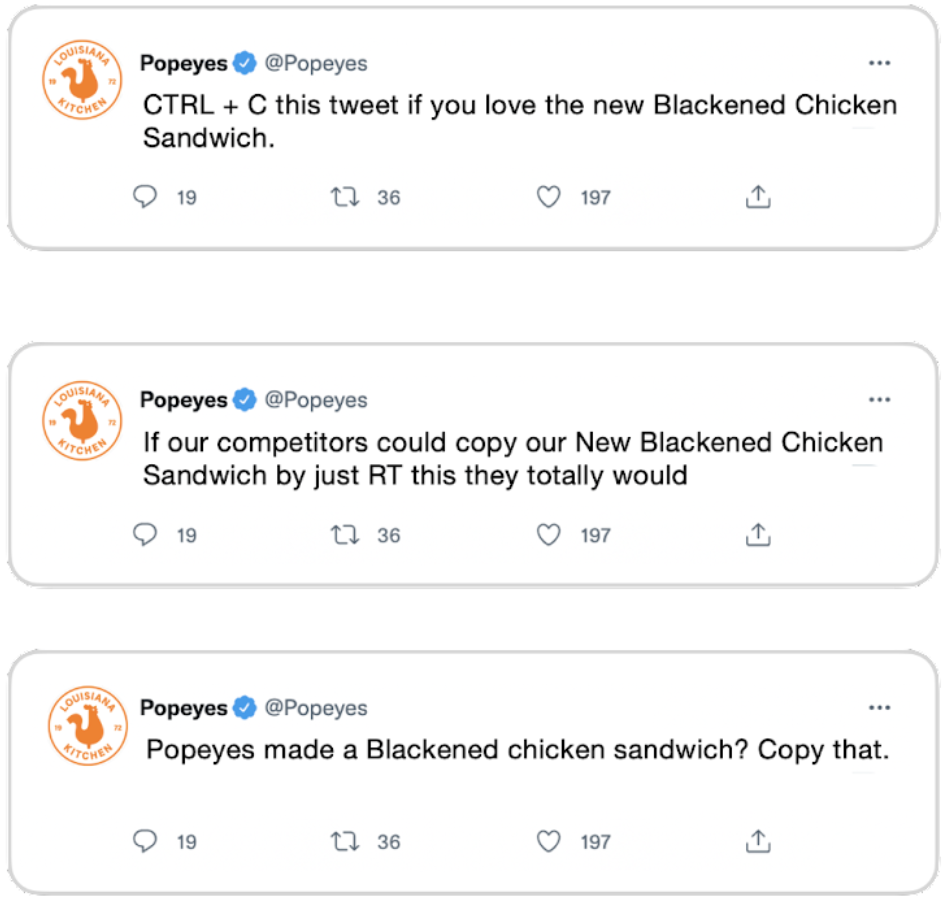 LOUISIANA
19 72
KITCHEN
Popeyes @Popeyes
CTRL + C this tweet if you love the new Blackened Chicken
Sandwich.
19 36 197
LOUISIANA
19 72
KITCHEN
Popeyes @Popeyes
If our competitors could copy our New Blackened Chicken
Sandwich by just RT this they totally would
19 36 197
LOUISIANA
19 72
KITCHEN
Popeyes @Popeyes
Popeyes made a Blackened chicken sandwich? Copy that.
19 36 197